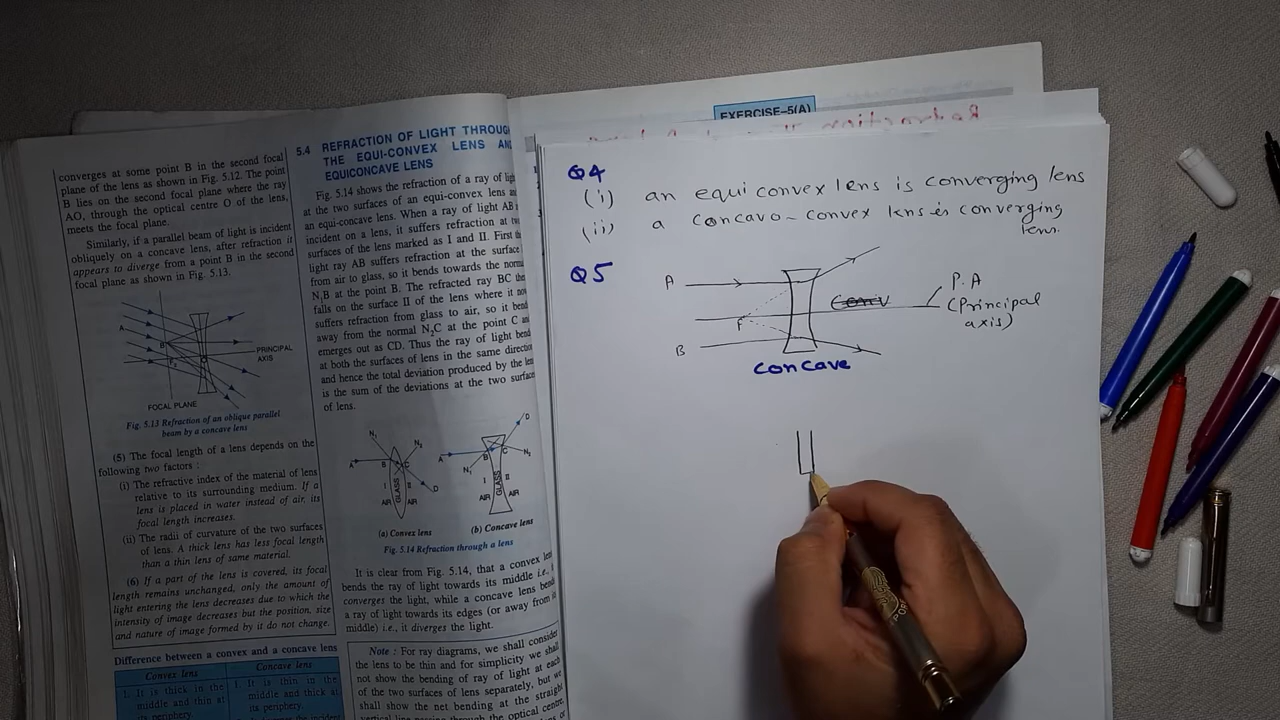 converges at some point B in the second focal
plane of the lens as shown in Fig. 5.12. The point
B lies on the second focal plane where the ray
AO, through the optical centre O of the lens,
meets the focal plane.
Similarly, if a parallel beam of light is incident
obliquely on a concave lens, after refraction it
appears to diverge from a point B in the second
focal plane as shown in Fig. 5.13.
A
B
F₂
O
PRINCIPAL
AXIS
FOCAL PLANE
Fig. 5.13 Refraction of an oblique parallel
beam by a concave lens
(5) The focal length of a lens depends on the
following two factors :
(i) The refractive index of the material of
lens relative to its surrounding medium. If a
lens is placed in water instead of air, its
focal length increases.
(ii) The radii of curvature of the two surfaces
of lens. A thick lens has less focal length
than a thin lens of same material.
(6) If a part of the lens is covered, its focal
length remains unchanged, only the amount of
light entering the lens decreases due to which the
intensity of image decreases but the position, size
and nature of image formed by it do not change.
Difference between a convex and a concave lens
Convex lens Concave lens
1. It is thick in the 1. It is thin in the
middle and thin at middle and thick at
its periphery. its periphery.
5.4 REFRACTION OF LIGHT THROUG
THE EQUI-CONVEX LENS AN
EQUICONCAVE LENS
Fig. 5.14 shows the refraction of a ray of lig
at the two surfaces of an equi-convex lens a
an equi-concave lens. When a ray of light AB
incident on a lens, it suffers refraction at tw
surfaces of the lens marked as I and II. First
light ray AB suffers refraction at the surface
from air to glass, so it bends towards the norm
N₁B at the point B. The refracted ray BC the
falls on the surface II of the lens where it now
suffers refraction from glass to air, so it bend
away from the normal N₂C at the point C an
emerges out as CD. Thus the ray of light bend
at both the surfaces of lens in the same directio
and hence the total deviation produced by the len
is the sum of the deviations at the two surface
of lens.
N₁ N₂ A B C D I II GLASS AIR AIR
A B C D N₁ N₂ I II GLASS AIR AIR
(a) Convex lens (b) Concave lens
Fig. 5.14 Refraction through a lens
It is clear from Fig. 5.14, that a convex len
bends the ray of light towards its middle i.e., i
converges the light, while a concave lens bend
a ray of light towards its edges (or away from it
middle) i.e., it diverges the light.
Note : For ray diagrams, we shall consider
the lens to be thin and for simplicity we shall
not show the bending of ray of light at each
of the two surfaces of lens separately, but we
shall show the net bending at the straight
vertical line passing through the optical centre
EXERCISE–5(A)
Q4
(i) an equi convex lens is converging lens
(ii) a concavo-convex lens is converging
lens.
Q5
A
P.A
(Principal
axis)
Conv
F
B
concave